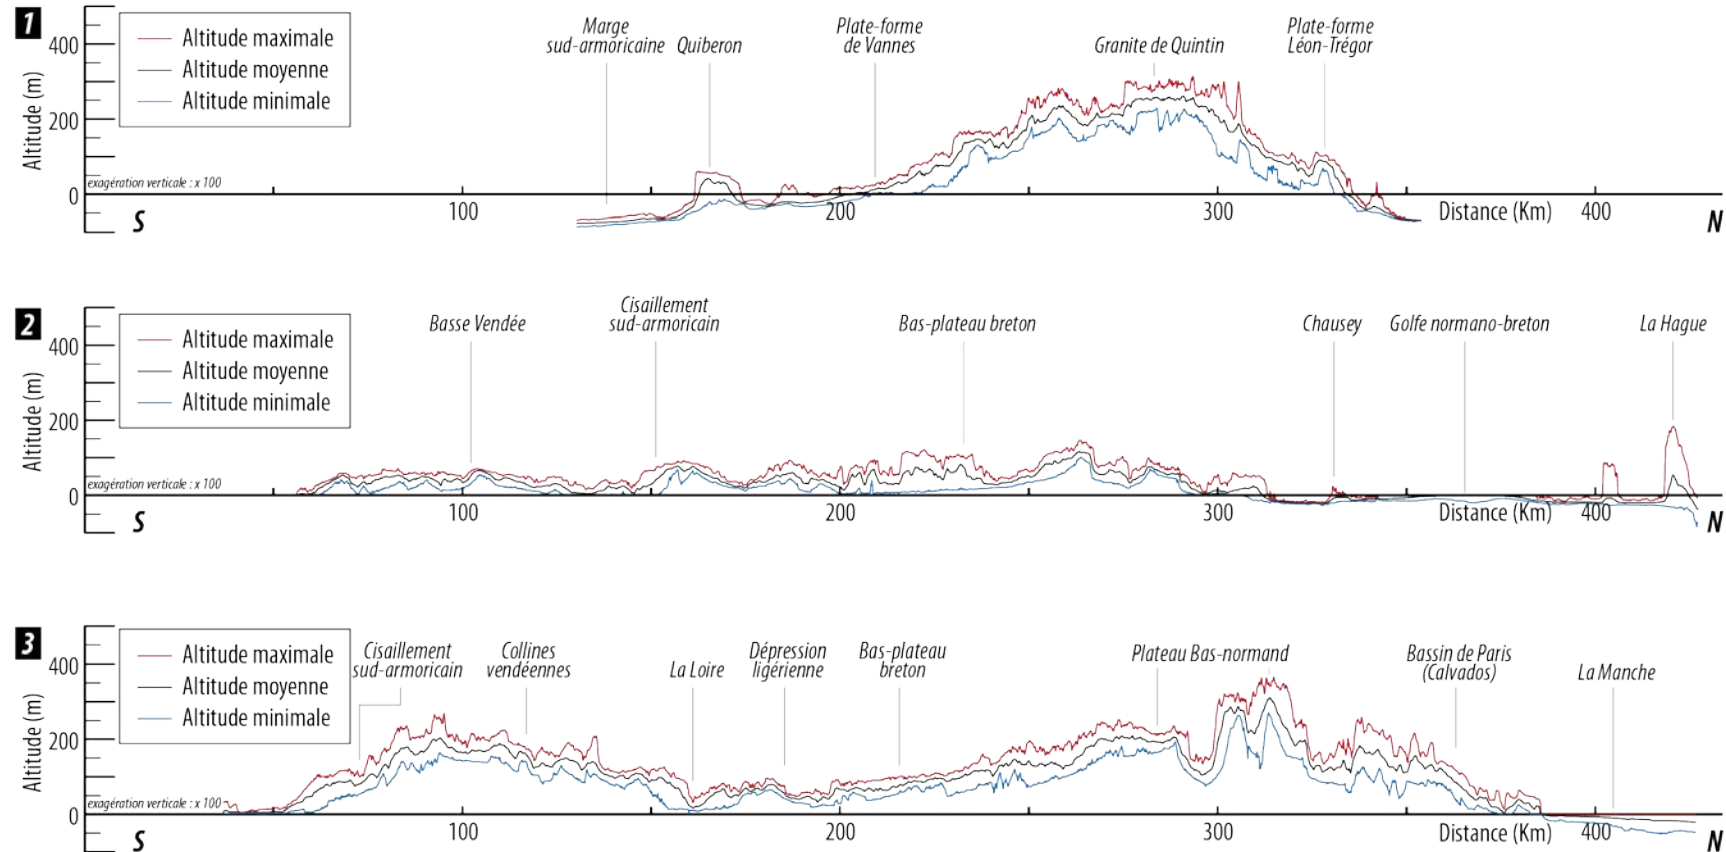 1
Altitude (m)
400
200
0
Altitude maximale
Altitude moyenne
Altitude minimale
exagération verticale : x 100
Marge
sud-armoricaine
Quiberon
Plate-forme
de Vannes
Granite de Quintin
Plate-forme
Léon-Trégor
S
100
200
300
Distance (Km)
400
N
2
Altitude (m)
400
200
0
Altitude maximale
Altitude moyenne
Altitude minimale
exagération verticale : x 100
Basse Vendée
Cisaillement
sud-armoricain
Bas-plateau breton
Chausey
Golfe normano-breton
La Hague
S
100
200
300
Distance (Km)
400
N
3
Altitude (m)
400
200
0
Altitude maximale
Altitude moyenne
Altitude minimale
exagération verticale : x 100
Cisaillement
sud-armoricain
Collines
vendéennes
La Loire
Dépression
ligérienne
Bas-plateau
breton
Plateau Bas-normand
Bassin de Paris
(Calvados)
La Manche
S
100
200
300
Distance (Km)
400
N